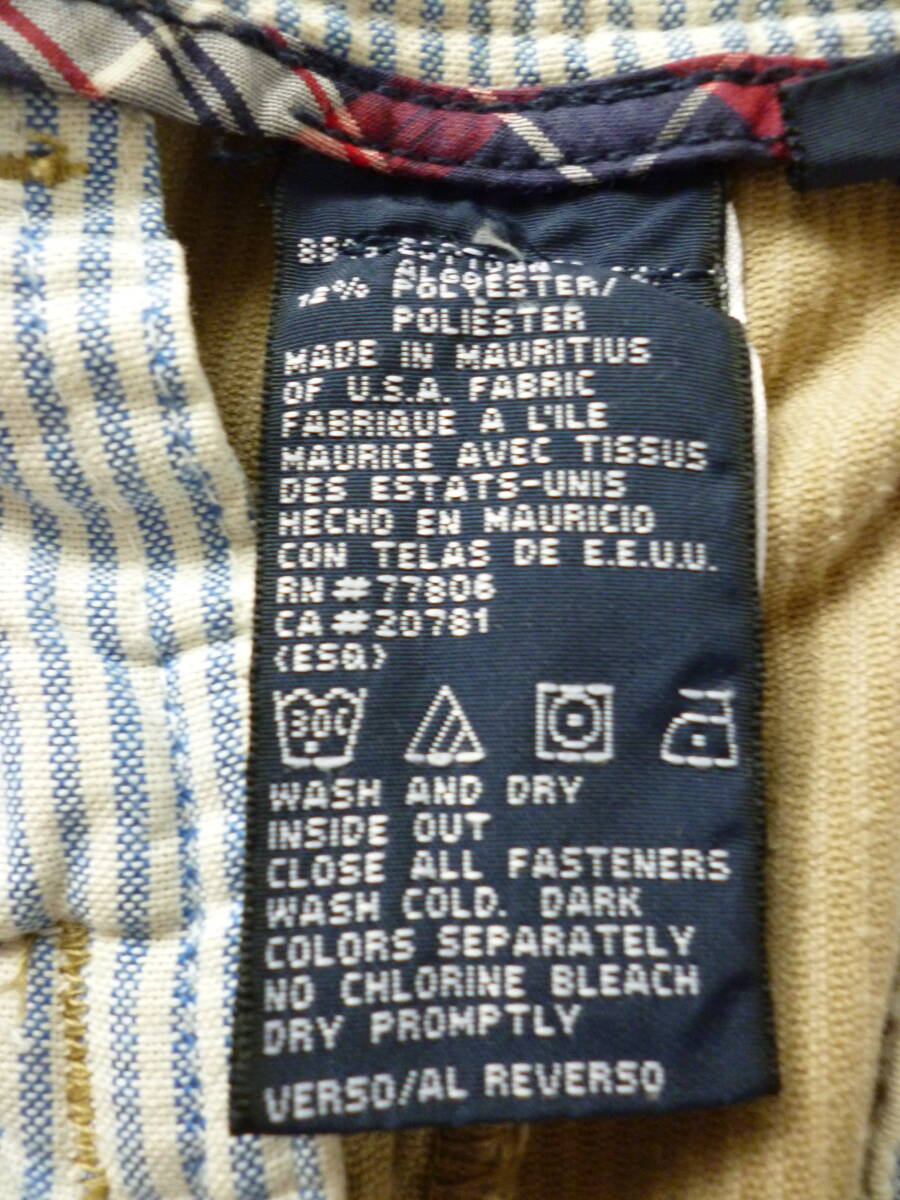 POLYESTER/
POLIESTER
MADE IN MAURITIUS
OF U.S.A. FABRIC
FABRIQUE A L'ILE
MAURICE AVEC TISSUS
DES ESTATS-UNIS
HECHO EN MAURICIO
CON TELAS DE E.E.U.U.
RN #77806
CA #20781
(ESQ)
30C
WASH AND DRY
INSIDE OUT
CLOSE ALL FASTENERS
WASH COLD. DARK
COLORS SEPARATELY
NO CHLORINE BLEACH
DRY PROMPTLY
VERSO/AL REVERSO